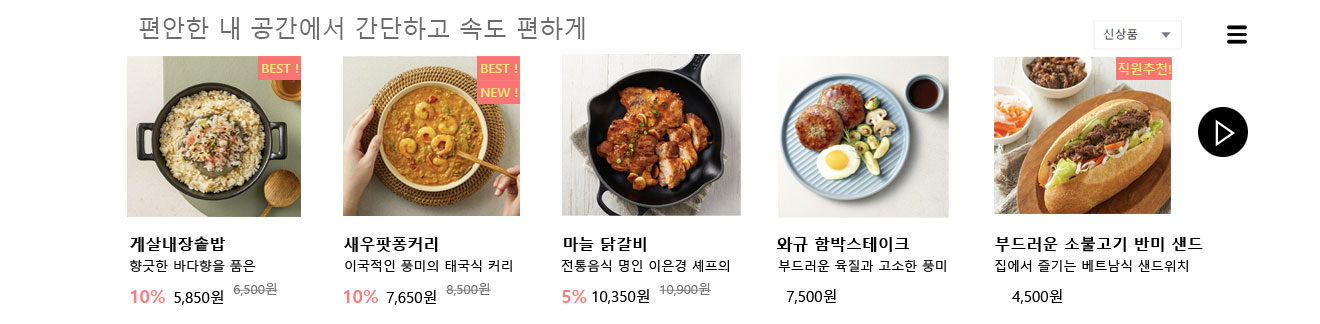 편안한 내 공간에서 간단하고 속도 편하게
신상품
BEST !
BEST !
NEW !
직원추천!
게살내장솥밥
향긋한 바다향을 품은
10% 5,850원 6,500원
새우팟퐁커리
이국적인 풍미의 태국식 커리
10% 7,650원 8,500원
마늘 닭갈비
전통음식 명인 이은경 셰프의
5% 10,350원 10,900원
와규 함박스테이크
부드러운 육질과 고소한 풍미
7,500원
부드러운 소불고기 반미 샌드
집에서 즐기는 베트남식 샌드위치
4,500원